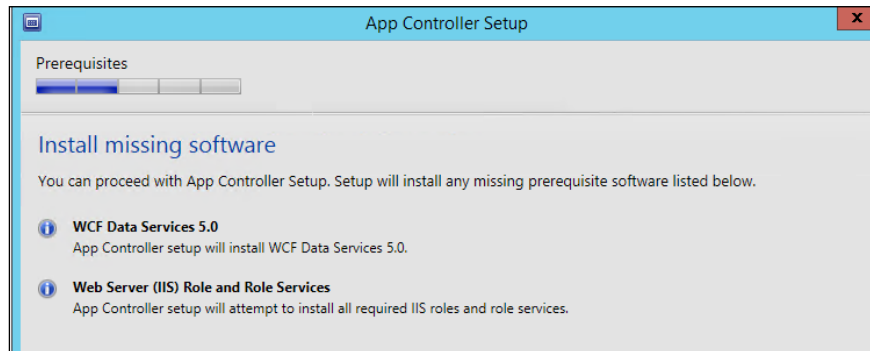 App Controller Setup
x
Prerequisites
Install missing software
You can proceed with App Controller Setup. Setup will install any missing prerequisite software listed below.
WCF Data Services 5.0
App Controller setup will install WCF Data Services 5.0.
Web Server (IIS) Role and Role Services
App Controller setup will attempt to install all required IIS roles and role services.